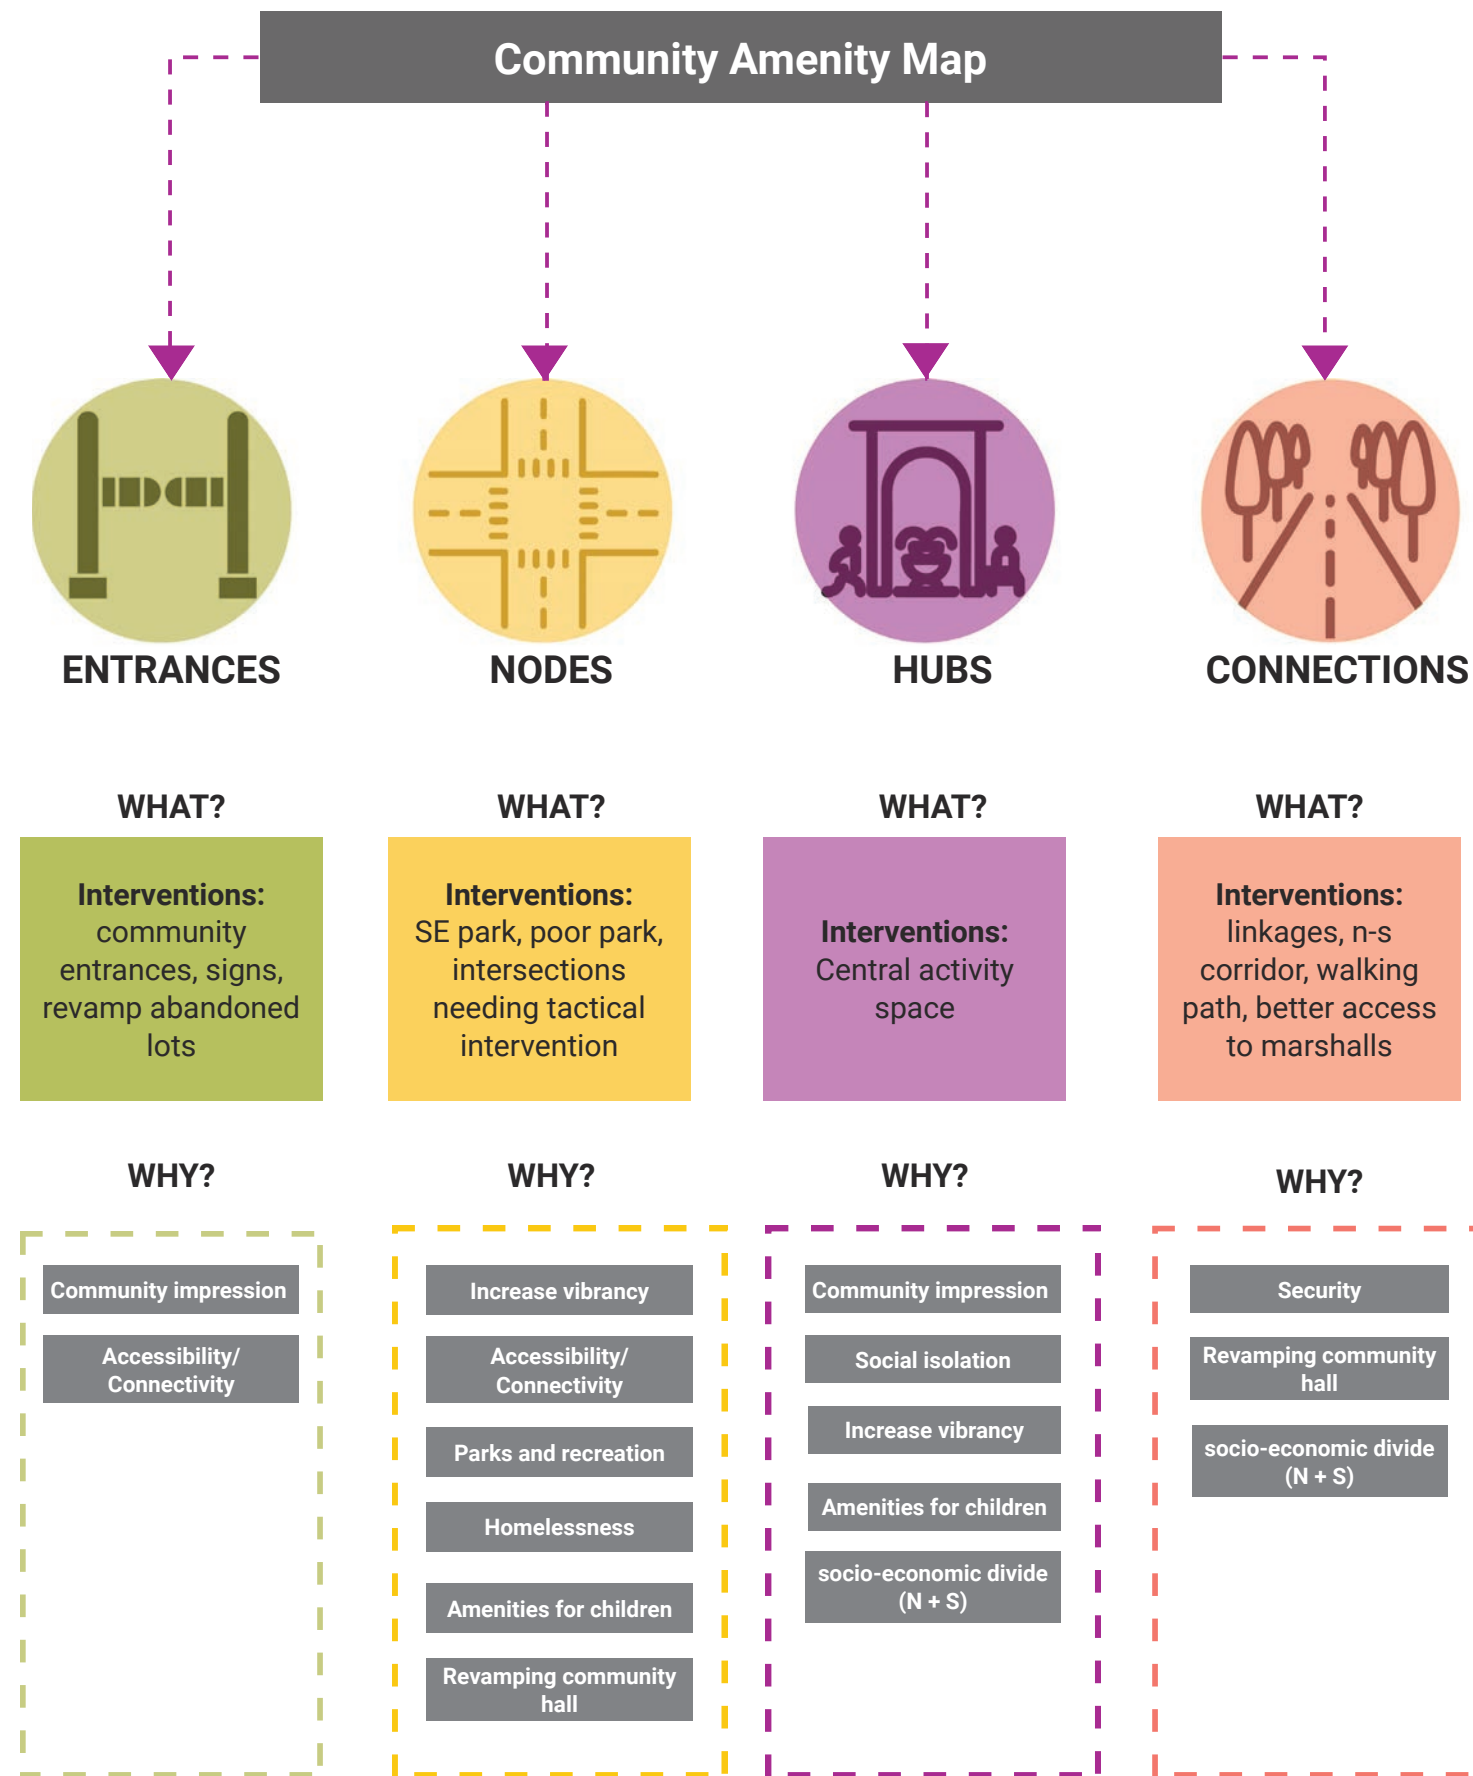 Community Amenity Map
ENTRANCES
NODES
HUBS
CONNECTIONS
WHAT?
WHAT?
WHAT?
WHAT?
Interventions:
community
entrances, signs,
revamp abandoned
lots
Interventions:
SE park, poor park,
intersections
needing tactical
intervention
Interventions:
Central activity
space
Interventions:
linkages, n-s
corridor, walking
path, better access
to marshalls
WHY?
WHY?
WHY?
WHY?
Community impression
Accessibility/
Connectivity
Increase vibrancy
Accessibility/
Connectivity
Parks and recreation
Homelessness
Amenities for children
Revamping community
hall
Community impression
Social isolation
Increase vibrancy
Amenities for children
socio-economic divide
(N + S)
Security
Revamping community
hall
socio-economic divide
(N + S)